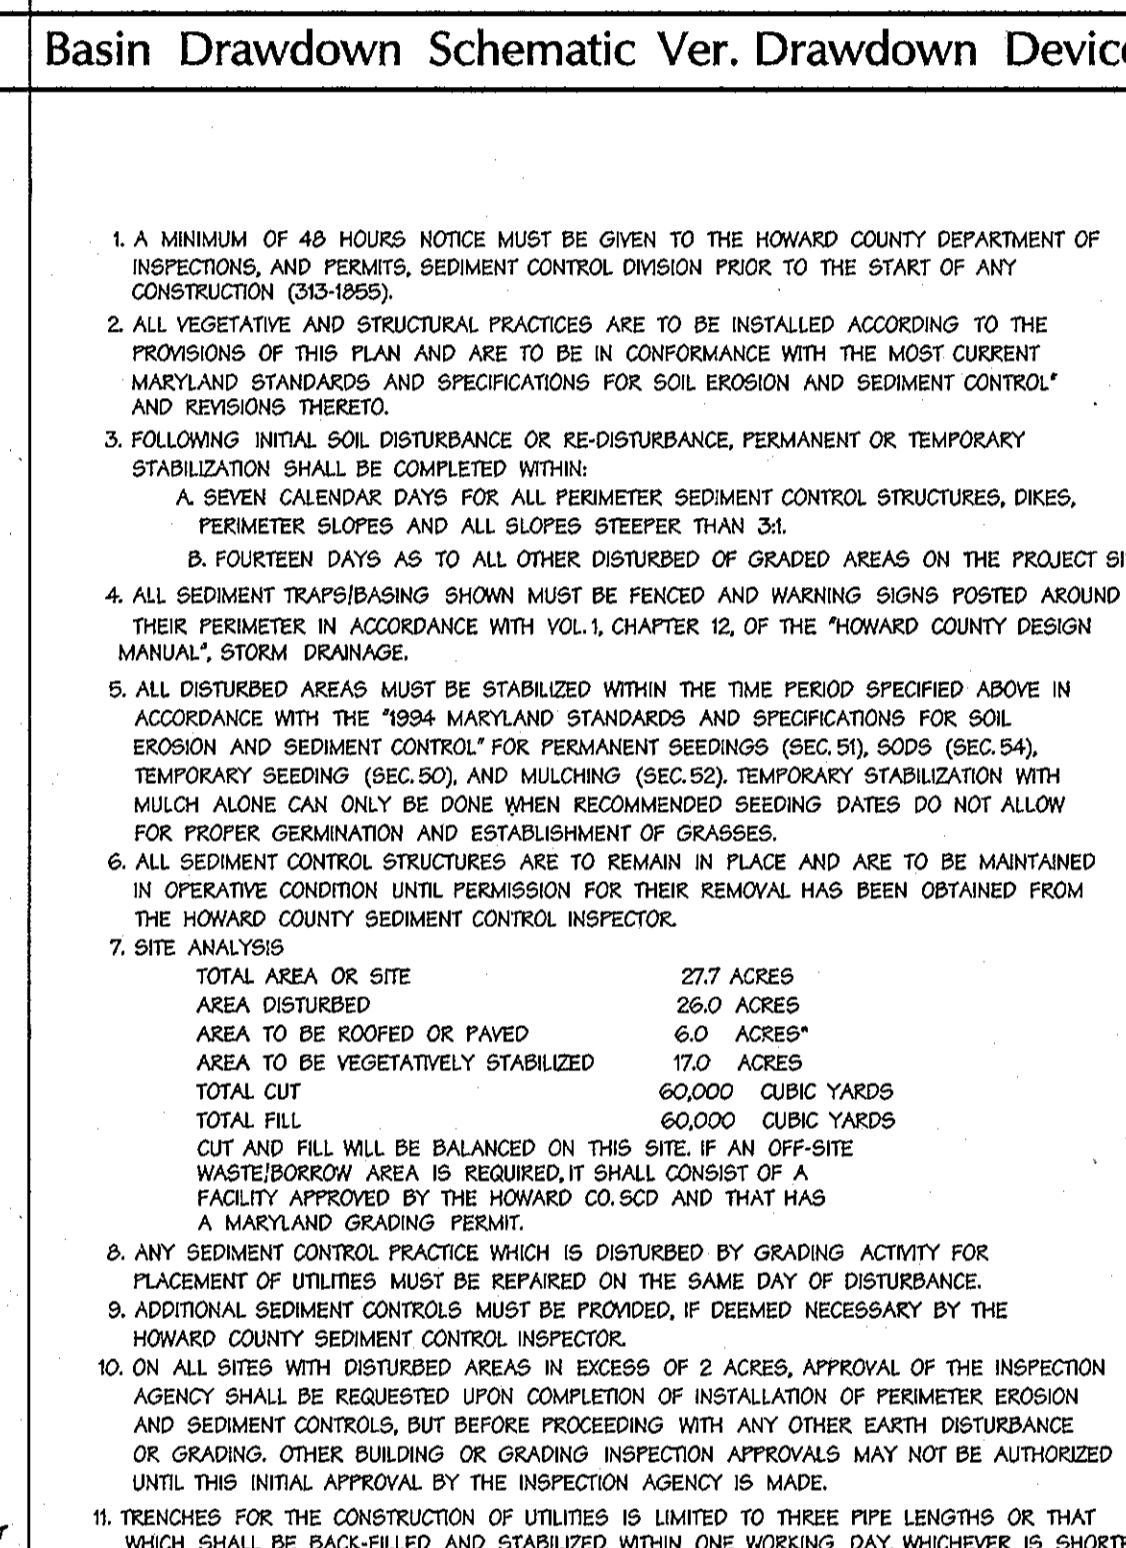 Basin Drawdown Schematic Ver. Drawdown Device
1. A MINIMUM OF 48 HOURS NOTICE MUST BE GIVEN TO THE HOWARD COUNTY DEPARTMENT OF
INSPECTIONS, AND PERMITS, SEDIMENT CONTROL DIVISION PRIOR TO THE START OF ANY
CONSTRUCTION (313-1855).
2. ALL VEGETATIVE AND STRUCTURAL PRACTICES ARE TO BE INSTALLED ACCORDING TO THE
PROVISIONS OF THIS PLAN AND ARE TO BE IN CONFORMANCE WITH THE MOST CURRENT
MARYLAND STANDARDS AND SPECIFICATIONS FOR SOIL EROSION AND SEDIMENT CONTROL"
AND REVISIONS THERETO.
3. FOLLOWING INITIAL SOIL DISTURBANCE OR RE-DISTURBANCE, PERMANENT OR TEMPORARY
STABILIZATION SHALL BE COMPLETED WITHIN:
A. SEVEN CALENDAR DAYS FOR ALL PERIMETER SEDIMENT CONTROL STRUCTURES, DIKES,
PERIMETER SLOPES AND ALL SLOPES STEEPER THAN 3:1.
B. FOURTEEN DAYS AS TO ALL OTHER DISTURBED OF GRADED AREAS ON THE PROJECT SI
4. ALL SEDIMENT TRAPS/BASING SHOWN MUST BE FENCED AND WARNING SIGNS POSTED AROUND
THEIR PERIMETER IN ACCORDANCE WITH VOL. 1, CHAPTER 12, OF THE "HOWARD COUNTY DESIGN
MANUAL", STORM DRAINAGE.
5. ALL DISTURBED AREAS MUST BE STABILIZED WITHIN THE TIME PERIOD SPECIFIED ABOVE IN
ACCORDANCE WITH THE "1994 MARYLAND STANDARDS AND SPECIFICATIONS FOR SOIL
EROSION AND SEDIMENT CONTROL" FOR PERMANENT SEEDINGS (SEC. 51), SODS (SEC. 54),
TEMPORARY SEEDING (SEC. 50), AND MULCHING (SEC. 52). TEMPORARY STABILIZATION WITH
MULCH ALONE CAN ONLY BE DONE WHEN RECOMMENDED SEEDING DATES DO NOT ALLOW
FOR PROPER GERMINATION AND ESTABLISHMENT OF GRASSES.
6. ALL SEDIMENT CONTROL STRUCTURES ARE TO REMAIN IN PLACE AND ARE TO BE MAINTAINED
IN OPERATIVE CONDITION UNTIL PERMISSION FOR THEIR REMOVAL HAS BEEN OBTAINED FROM
THE HOWARD COUNTY SEDIMENT CONTROL INSPECTOR.
7. SITE ANALYSIS
TOTAL AREA OR SITE 27.7 ACRES
AREA DISTURBED 26.0 ACRES
AREA TO BE ROOFED OR PAVED 6.0 ACRES*
AREA TO BE VEGETATIVELY STABILIZED 17.0 ACRES
TOTAL CUT 60,000 CUBIC YARDS
TOTAL FILL 60,000 CUBIC YARDS
CUT AND FILL WILL BE BALANCED ON THIS SITE. IF AN OFF-SITE
WASTE/BORROW AREA IS REQUIRED, IT SHALL CONSIST OF A
FACILITY APPROVED BY THE HOWARD CO. SCD AND THAT HAS
A MARYLAND GRADING PERMIT.
8. ANY SEDIMENT CONTROL PRACTICE WHICH IS DISTURBED BY GRADING ACTIVITY FOR
PLACEMENT OF UTILITIES MUST BE REPAIRED ON THE SAME DAY OF DISTURBANCE.
9. ADDITIONAL SEDIMENT CONTROLS MUST BE PROVIDED, IF DEEMED NECESSARY BY THE
HOWARD COUNTY SEDIMENT CONTROL INSPECTOR.
10. ON ALL SITES WITH DISTURBED AREAS IN EXCESS OF 2 ACRES, APPROVAL OF THE INSPECTION
AGENCY SHALL BE REQUESTED UPON COMPLETION OF INSTALLATION OF PERIMETER EROSION
AND SEDIMENT CONTROLS, BUT BEFORE PROCEEDING WITH ANY OTHER EARTH DISTURBANCE
OR GRADING. OTHER BUILDING OR GRADING INSPECTION APPROVALS MAY NOT BE AUTHORIZED
UNTIL THIS INITIAL APPROVAL BY THE INSPECTION AGENCY IS MADE.
11. TRENCHES FOR THE CONSTRUCTION OF UTILITIES IS LIMITED TO THREE PIPE LENGTHS OR THAT
WHICH SHALL BE BACK-FILLED AND STABILIZED WITHIN ONE WORKING DAY, WHICHEVER IS SHORTE